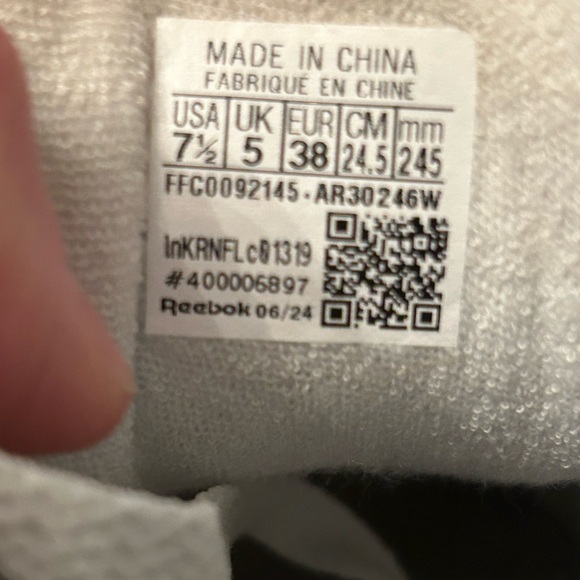 MADE IN CHINA
FABRIQUÉ EN CHINE
USA UK EUR CM mm
7½ 5 38 24.5 245
FFC0092145-AR30246W
InKRNFLc01319
#400006897
Reebok 06/24